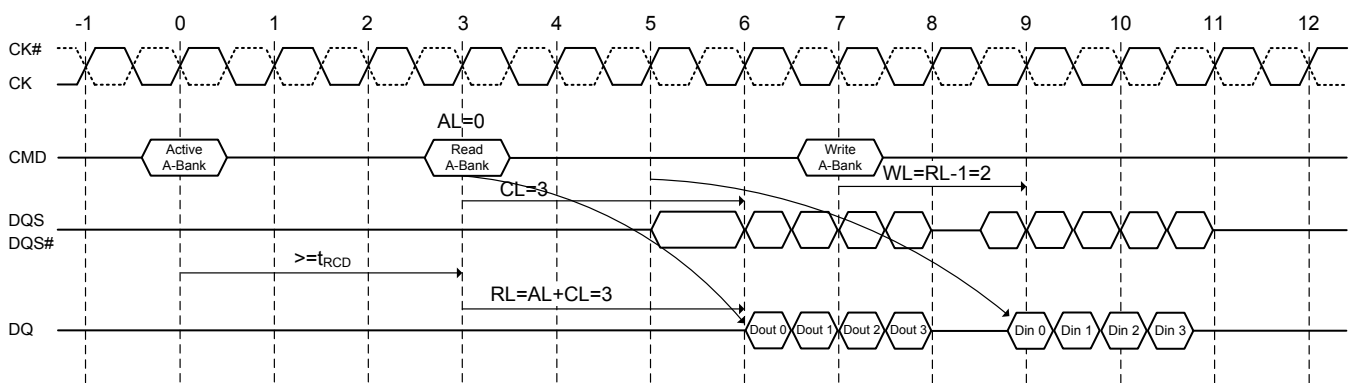 -1 0 1 2 3 4 5 6 7 8 9 10 11 12
CK#
CK
AL=0
CMD
Active
A-Bank
Read
A-Bank
Write
A-Bank
CL=3
WL=RL-1=2
DQS
DQS#
>=tRCD
RL=AL+CL=3
DQ
Dout 0 Dout 1 Dout 2 Dout 3 Din 0 Din 1 Din 2 Din 3